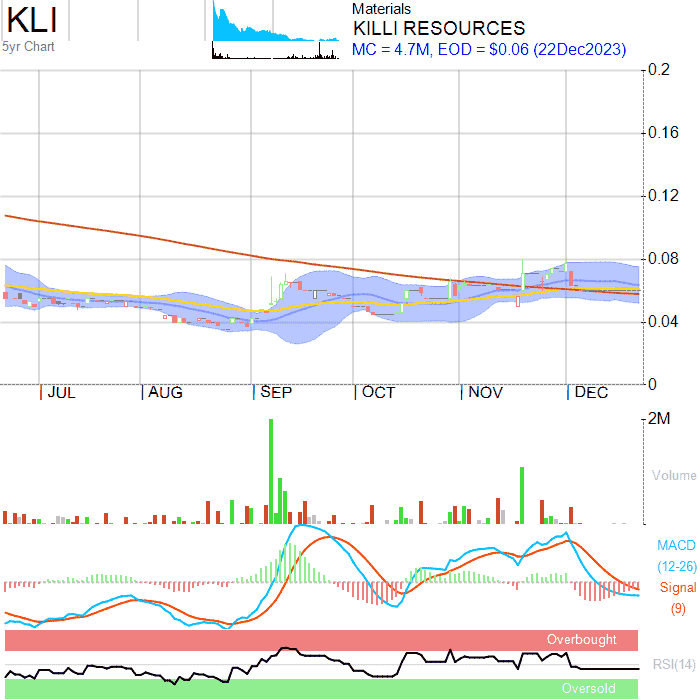 KLI
5yr Chart
Materials
KILLI RESOURCES
MC = 4.7M, EOD = $0.06 (22Dec2023)
0.2
0.16
0.12
0.08
0.04
0
JUL AUG SEP OCT NOV DEC
2M
Volume
MACD
(12-26)
Signal
(9)
Overbought
RSI(14)
Oversold